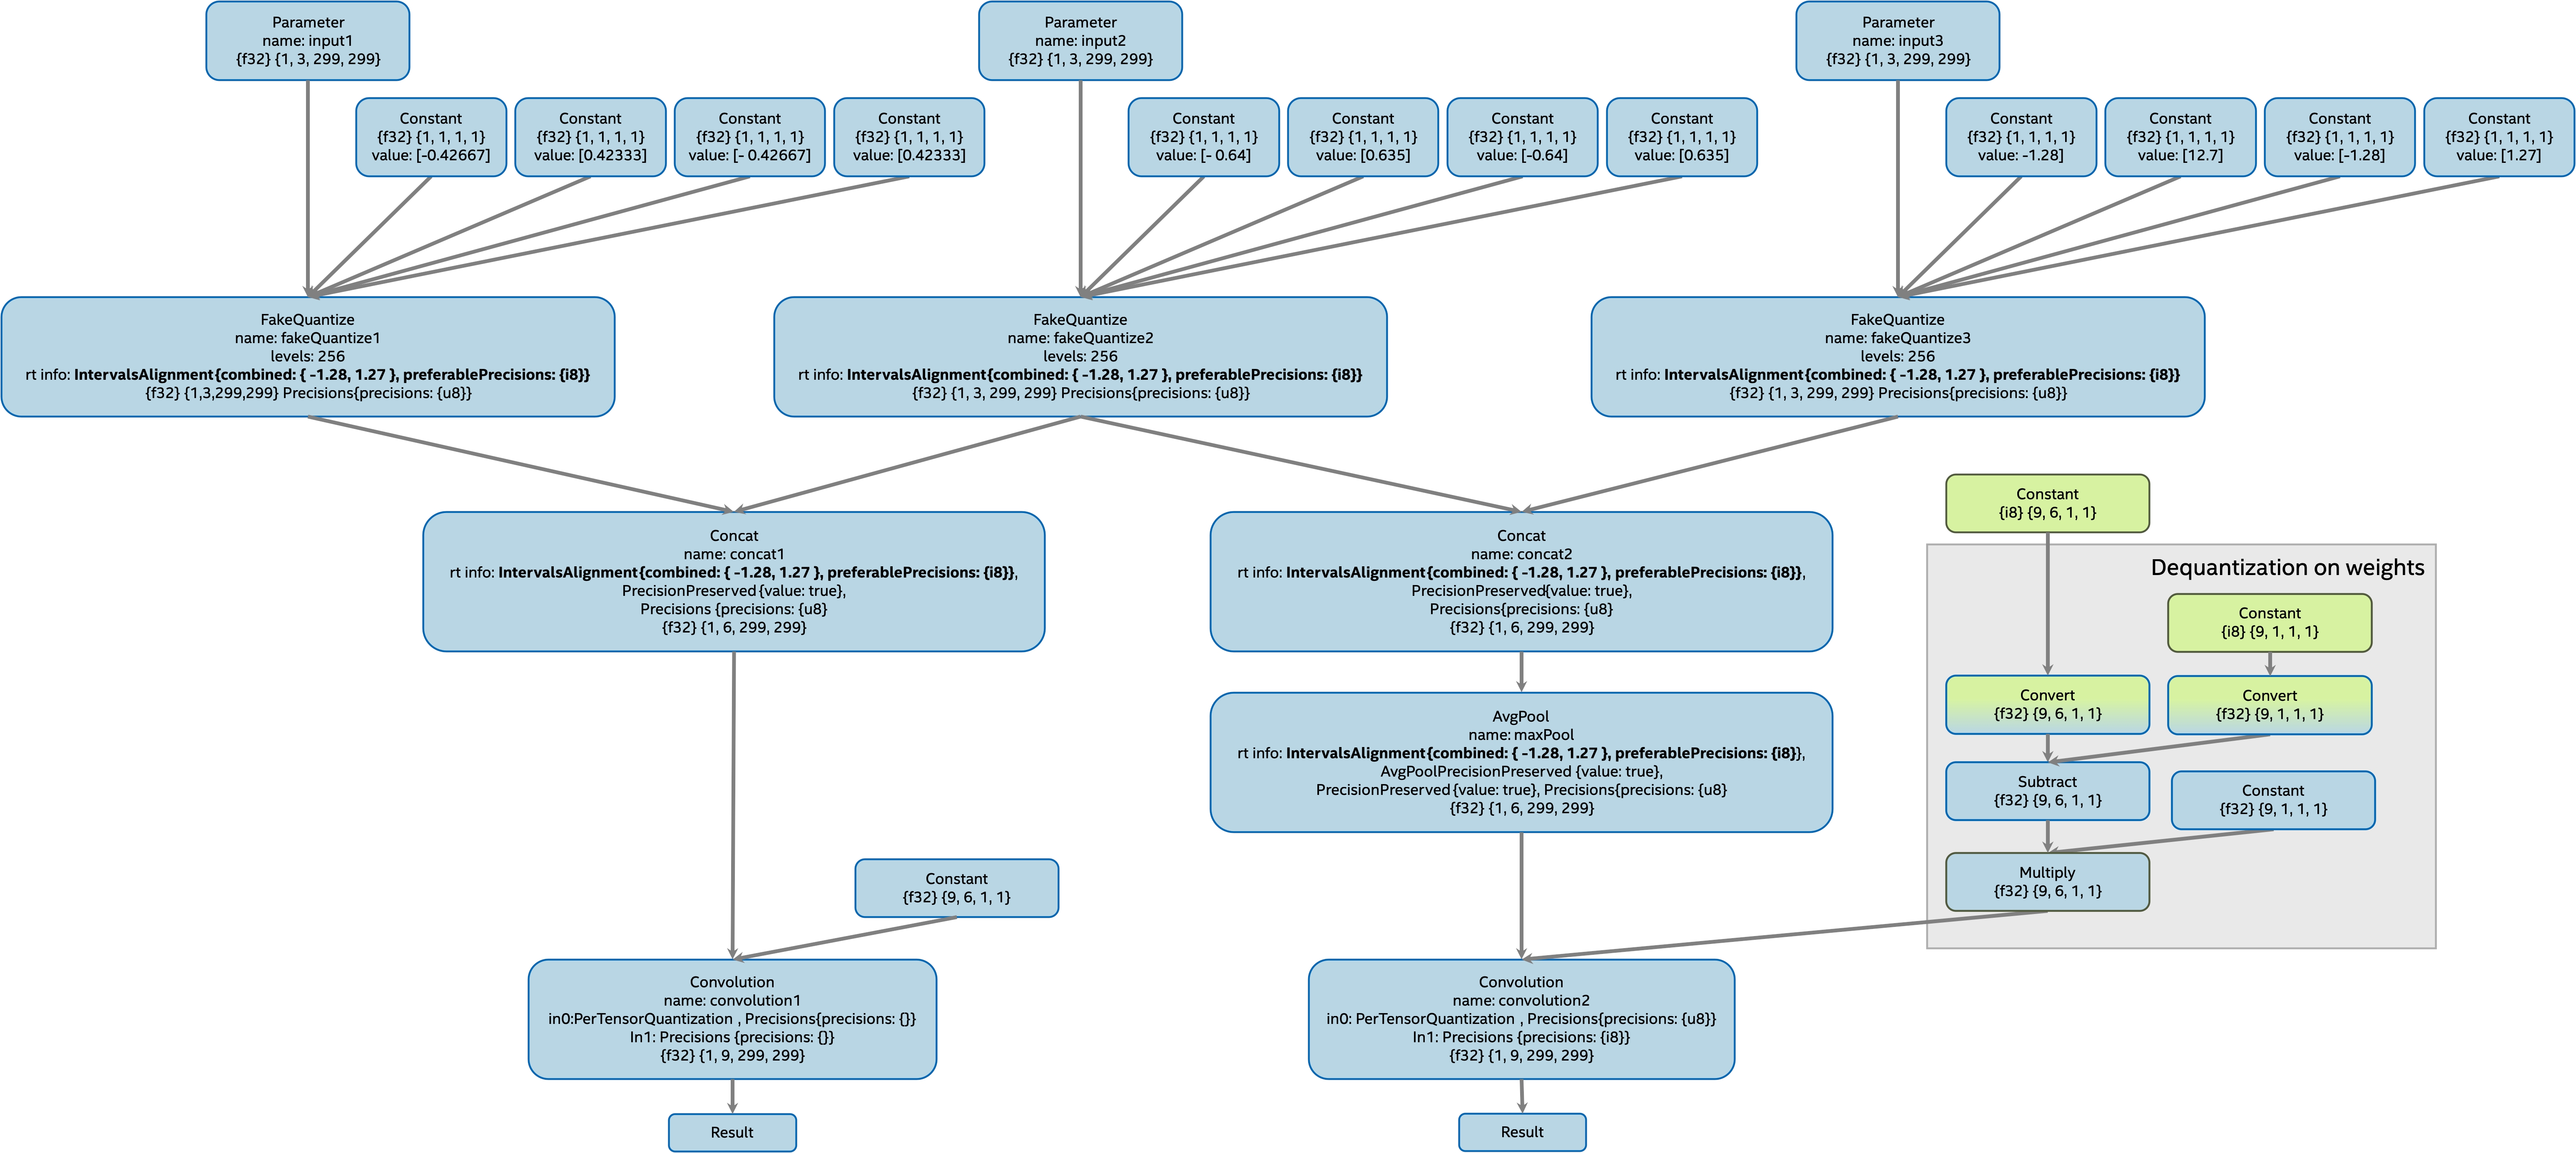 Parameter
name: input1
{f32} {1, 3, 299, 299}
Parameter
name: input2
{f32} {1, 3, 299, 299}
Parameter
name: input3
{f32} {1, 3, 299, 299}
Constant
{f32} {1, 1, 1, 1}
value: [-0.42667]
Constant
{f32} {1, 1, 1, 1}
value: [0.42333]
Constant
{f32} {1, 1, 1, 1}
value: [- 0.42667]
Constant
{f32} {1, 1, 1, 1}
value: [0.42333]
Constant
{f32} {1, 1, 1, 1}
value: [- 0.64]
Constant
{f32} {1, 1, 1, 1}
value: [0.635]
Constant
{f32} {1, 1, 1, 1}
value: [-0.64]
Constant
{f32} {1, 1, 1, 1}
value: [0.635]
Constant
{f32} {1, 1, 1, 1}
value: -1.28]
Constant
{f32} {1, 1, 1, 1}
value: [12.7]
Constant
{f32} {1, 1, 1, 1}
value: [-1.28]
Constant
{f32} {1, 1, 1, 1}
value: [1.27]
FakeQuantize
name: fakeQuantize1
levels: 256
rt info: IntervalsAlignment{combined: { -1.28, 1.27 }, preferablePrecisions: {i8}}
{f32} {1,3,299,299} Precisions{precisions: {u8}}
FakeQuantize
name: fakeQuantize2
levels: 256
rt info: IntervalsAlignment{combined: { -1.28, 1.27 }, preferablePrecisions: {i8}}
{f32} {1, 3, 299, 299} Precisions{precisions: {u8}}
FakeQuantize
name: fakeQuantize3
levels: 256
rt info: IntervalsAlignment{combined: { -1.28, 1.27 }, preferablePrecisions: {i8}}
{f32} {1, 3, 299, 299} Precisions{precisions: {u8}}
Concat
name: concat1
rt info: IntervalsAlignment{combined: { -1.28, 1.27 }, preferablePrecisions: {i8}},
PrecisionPreserved {value: true},
Precisions {precisions: {u8}
{f32} {1, 6, 299, 299}
Concat
name: concat2
rt info: IntervalsAlignment{combined: { -1.28, 1.27 }, preferablePrecisions: {i8}},
PrecisionPreserved{value: true},
Precisions{precisions: {u8}
{f32} {1, 6, 299, 299}
Constant
{i8} {9, 6, 1, 1}
Dequantization on weights
Constant
{i8} {9, 1, 1, 1}
Convert
{f32} {9, 6, 1, 1}
Convert
{f32} {9, 1, 1, 1}
AvgPool
name: maxPool
rt info: IntervalsAlignment{combined: { -1.28, 1.27 }, preferablePrecisions: {i8}},
AvgPoolPrecisionPreserved {value: true},
PrecisionPreserved {value: true}, Precisions{precisions: {u8}
{f32} {1, 6, 299, 299}
Subtract
{f32} {9, 6, 1, 1}
Constant
{f32} {9, 1, 1, 1}
Multiply
{f32} {9, 6, 1, 1}
Constant
{f32} {9, 6, 1, 1}
Convolution
name: convolution1
in0:PerTensorQuantization , Precisions{precisions: {}}
In1: Precisions {precisions: {}}
{f32} {1, 9, 299, 299}
Convolution
name: convolution2
in0: PerTensorQuantization , Precisions{precisions: {u8}}
In1: Precisions {precisions: {i8}}
{f32} {1, 9, 299, 299}
Result
Result